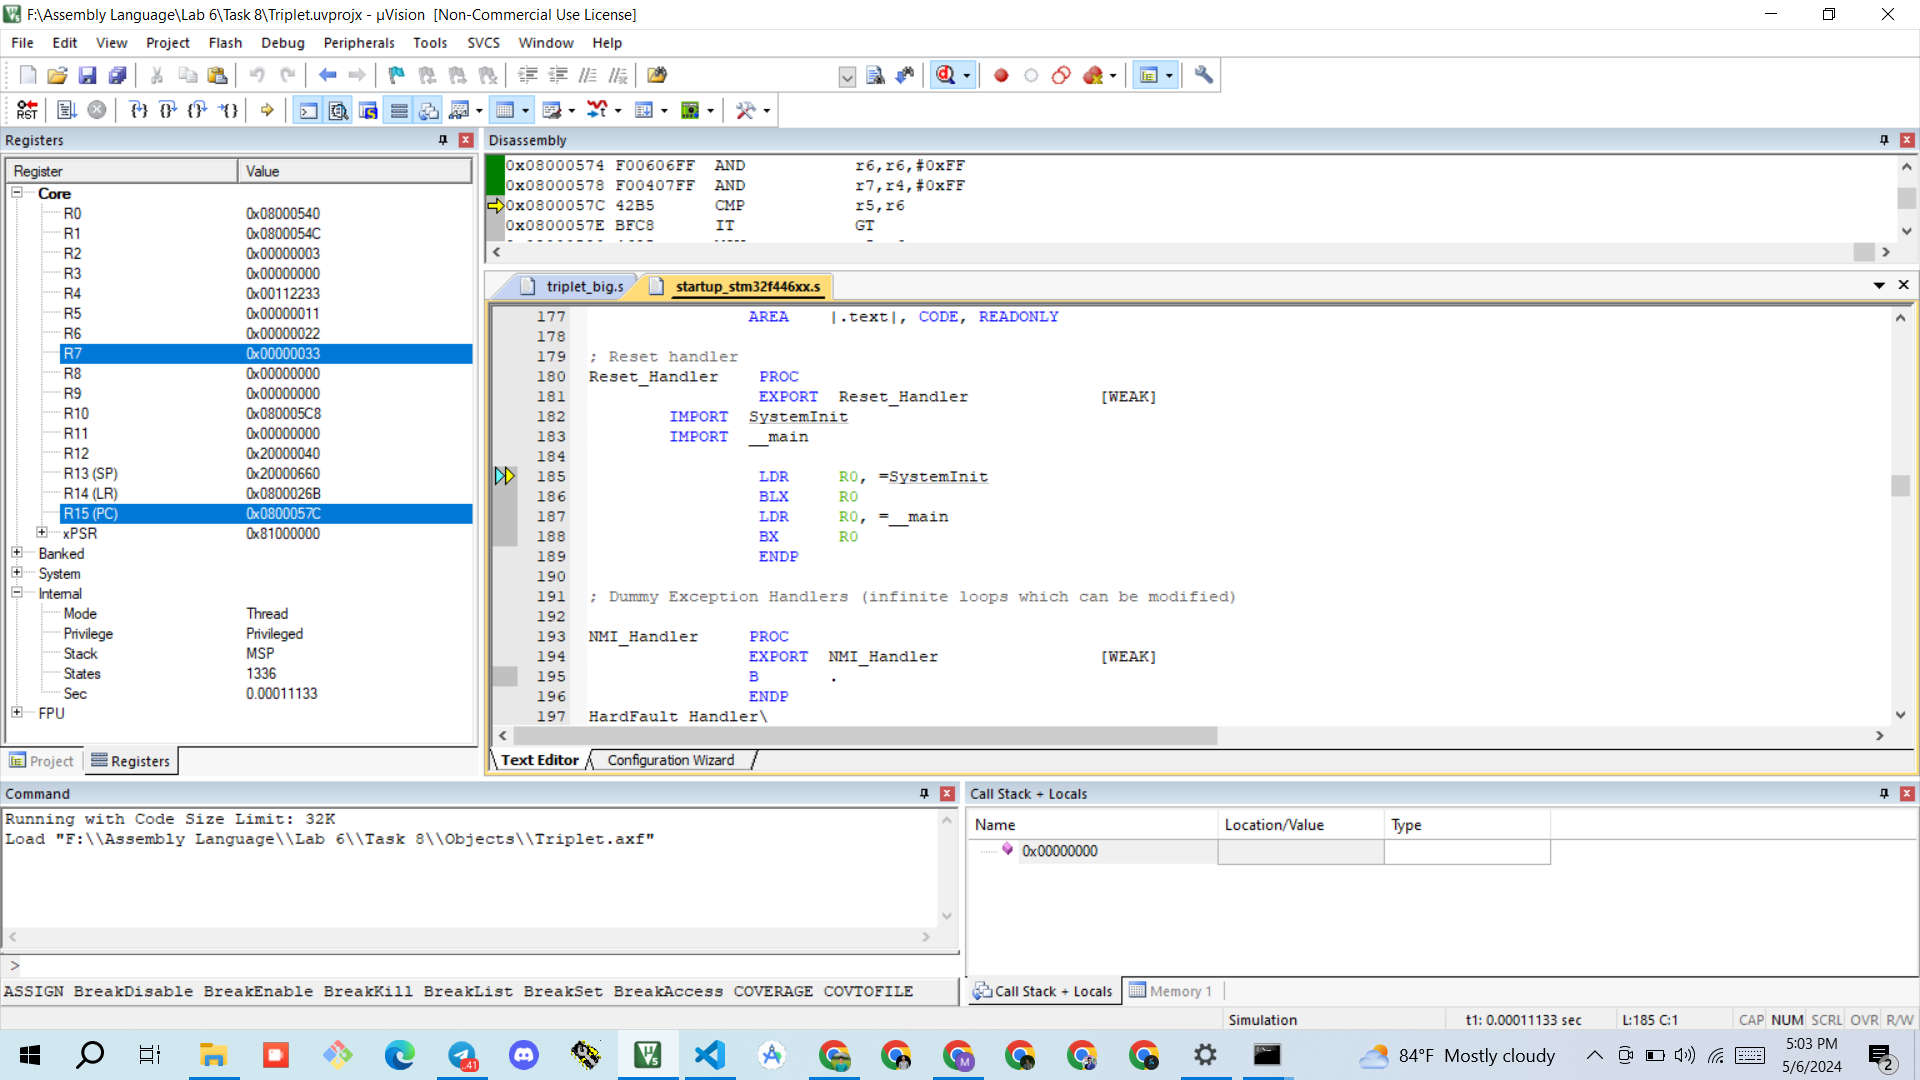 F:\Assembly Language\Lab 6\Task 8\Triplet.uvprojx - µVision [Non-Commercial Use License]
File Edit View Project Flash Debug Peripherals Tools SVCS Window Help
RST
Registers
Register Value
Core
R0 0x08000540
R1 0x0800054C
R2 0x00000003
R3 0x00000000
R4 0x00112233
R5 0x00000011
R6 0x00000022
R7 0x00000033
R8 0x00000000
R9 0x00000000
R10 0x080005C8
R11 0x00000000
R12 0x20000040
R13 (SP) 0x20000660
R14 (LR) 0x0800026B
R15 (PC) 0x0800057C
xPSR 0x81000000
Banked
System
Internal
Mode Thread
Privilege Privileged
Stack MSP
States 1336
Sec 0.00011133
FPU
Project Registers
Disassembly
0x08000574 F00606FF AND r6,r6,#0xFF
0x08000578 F00407FF AND r7,r4,#0xFF
0x0800057C 42B5 CMP r5,r6
0x0800057E BFC8 IT GT
triplet_big.s startup_stm32f446xx.s
177 AREA |.text|, CODE, READONLY
178
179 ; Reset handler
180 Reset_Handler PROC
181 EXPORT Reset_Handler [WEAK]
182 IMPORT SystemInit
183 IMPORT __main
184
185 LDR R0, =SystemInit
186 BLX R0
187 LDR R0, =__main
188 BX R0
189 ENDP
190
191 ; Dummy Exception Handlers (infinite loops which can be modified)
192
193 NMI_Handler PROC
194 EXPORT NMI_Handler [WEAK]
195 B .
196 ENDP
197 HardFault_Handler\
Text Editor Configuration Wizard
Command
Running with Code Size Limit: 32K
Load "F:\\Assembly Language\\Lab 6\\Task 8\\Objects\\Triplet.axf"
>
ASSIGN BreakDisable BreakEnable BreakKill BreakList BreakSet BreakAccess COVERAGE COVTOFILE
Call Stack + Locals
Name Location/Value Type
0x00000000
Call Stack + Locals Memory 1
Simulation t1: 0.00011133 sec L:185 C:1 CAP NUM SCRL OVR R/W
84°F Mostly cloudy
5:03 PM
5/6/2024
2